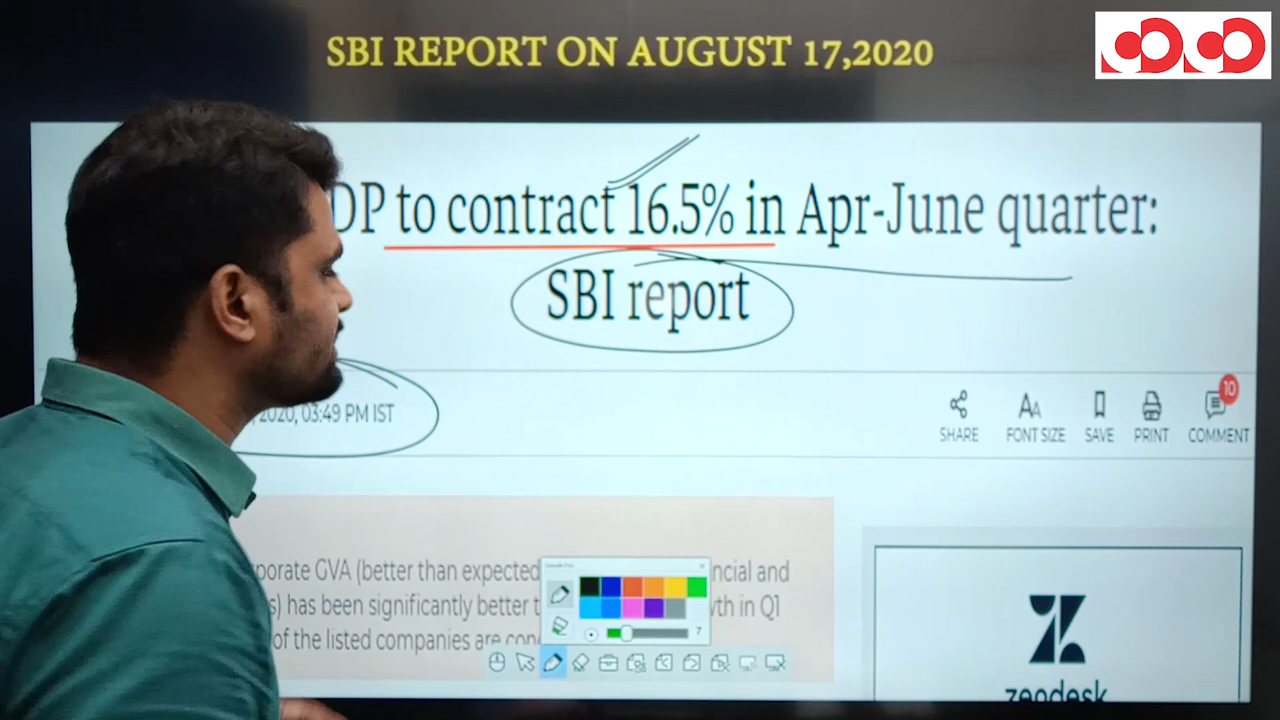 SBI REPORT ON AUGUST 17,2020
DP to contract 16.5% in Apr-June quarter:
SBI report
2020, 03:49 PM IST
10
SHARE
FONT SIZE
SAVE
PRINT
COMMENT
porate GVA (better than expected ncial and
s) has been significantly better t wth in Q1
of the listed companies are con
7
zendesk